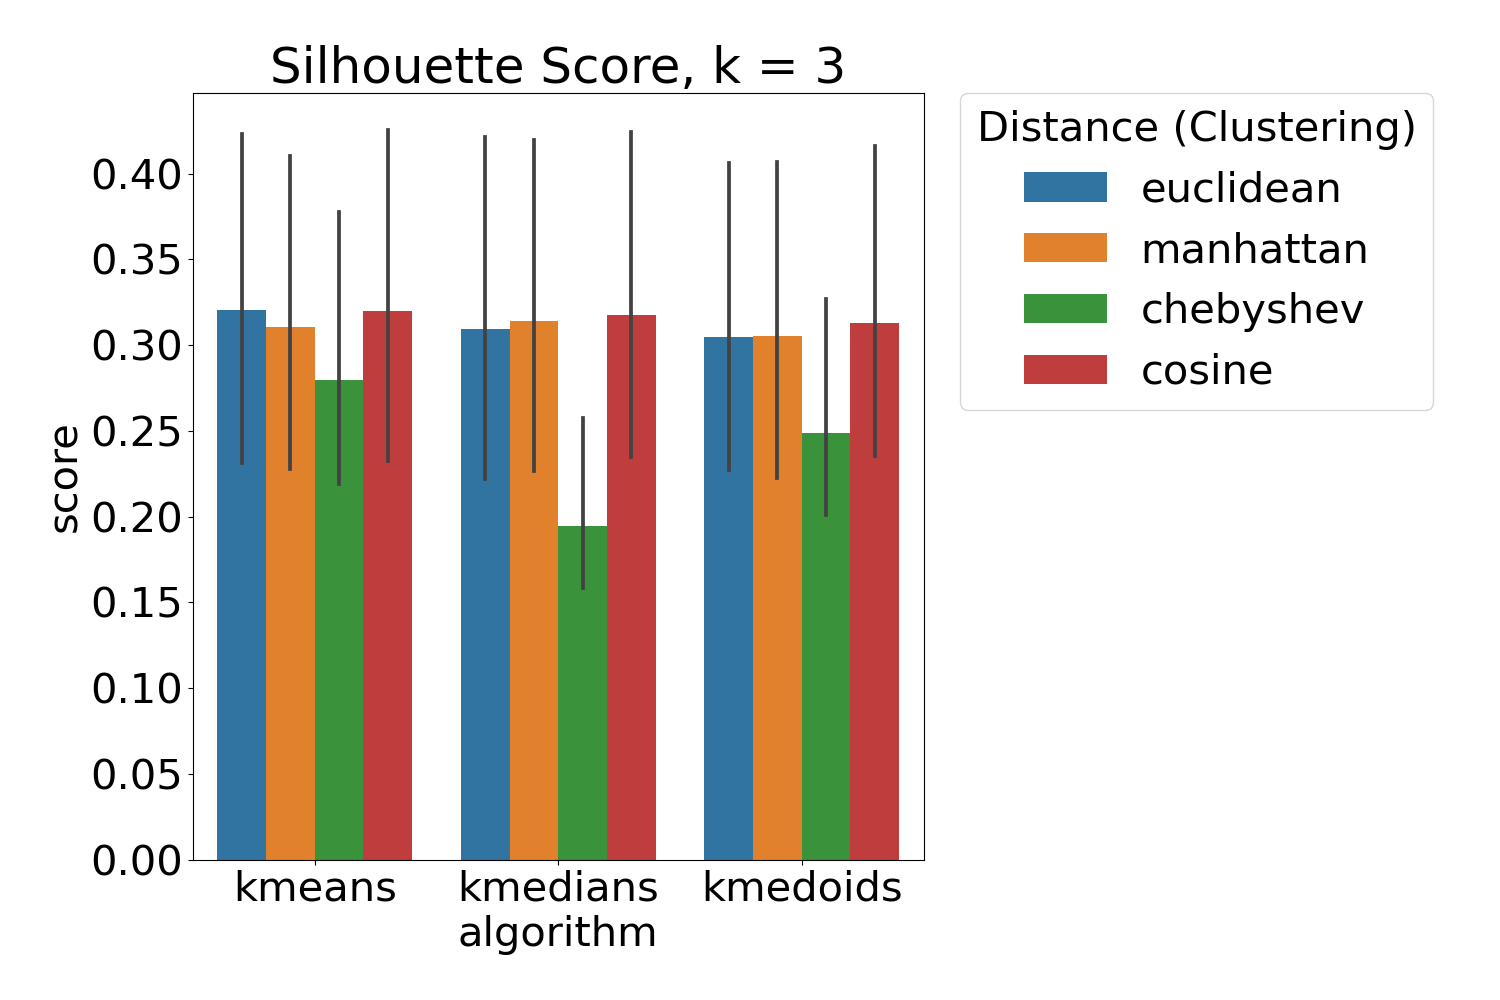 Silhouette Score, k = 3
score
0.40
0.35
0.30
0.25
0.20
0.15
0.10
0.05
0.00
kmeans
kmedians
kmedoids
algorithm
Distance (Clustering)
euclidean
manhattan
chebyshev
cosine